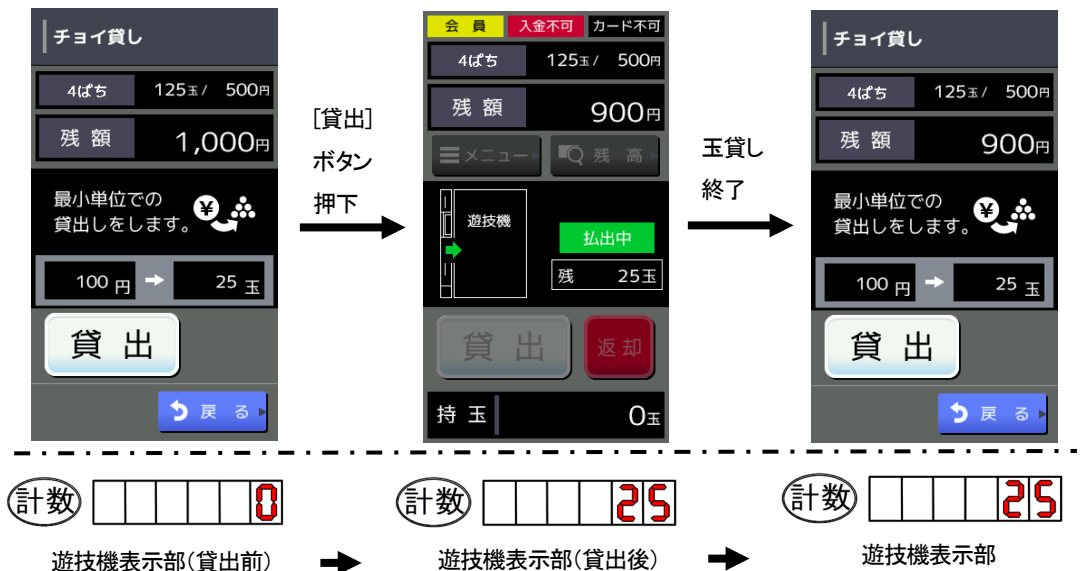 チョイ貸し
4ぱち 125玉/ 500円
残 額 1,000円
最小単位での
貸出しをします。
¥
100 円 25 玉
貸 出
戻 る
[貸出]
ボタン
押下
会 員 入金不可 カード不可
4ぱち 125玉/ 500円
残 額 900円
メニュー 残 高
遊技機
払出中
残 25玉
貸 出 返 却
持 玉 0玉
玉貸し
終了
チョイ貸し
4ぱち 125玉/ 500円
残 額 900円
最小単位での
貸出しをします。
¥
100 円 25 玉
貸 出
戻 る
計数 0
遊技機表示部(貸出前)
計数 25
遊技機表示部(貸出後)
計数 25
遊技機表示部